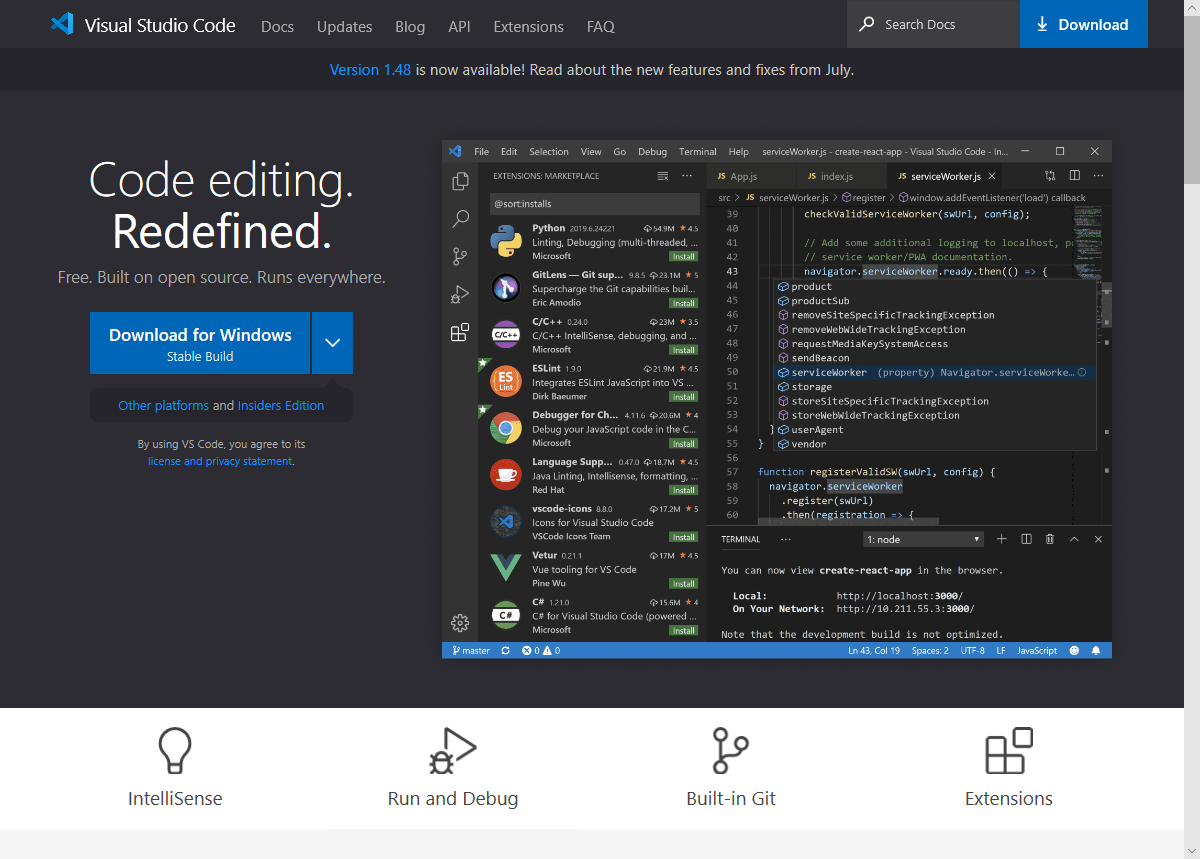 Visual Studio Code Docs Updates Blog API Extensions FAQ Search Docs Download
Version 1.48 is now available! Read about the new features and fixes from July.
Code editing.
Redefined.
Free. Built on open source. Runs everywhere.
Download for Windows
Stable Build
Other platforms and Insiders Edition
By using VS Code, you agree to its
license and privacy statement.
File Edit Selection View Go Debug Terminal Help serviceWorker.js - create-react-app - Visual Studio Code - In...
EXTENSIONS: MARKETPLACE ...
@sort:installs
Python 2019.6.24221 54.9M ★ 4.5
Linting, Debugging (multi-threaded, ...
Microsoft Install
GitLens — Git sup... 9.8.5 23.1M ★ 5
Supercharge the Git capabilities buil...
Eric Amodio Install
C/C++
C/C++ 0.24.0 23M ★ 3.5
C/C++ IntelliSense, debugging, and ...
Microsoft Install
ES
Lint
ESLint 1.9.0 21.9M ★ 4.5
Integrates ESLint JavaScript into VS ...
Dirk Baeumer Install
Debugger for Ch... 4.11.6 20.6M ★ 4
Debug your JavaScript code in the C...
Microsoft Install
Language Supp... 0.47.0 18.7M ★ 4.5
Java Linting, Intellisense, formatting, ...
Red Hat Install
vscode-icons 8.8.0 17.2M ★ 5
Icons for Visual Studio Code
VSCode Icons Team Install
Vetur 0.21.1 17M ★ 4.5
Vue tooling for VS Code
Pine Wu Install
C#
C# 1.21.0 15.6M ★ 4
C# for Visual Studio Code (powered ...
Microsoft Install
JS App.js JS index.js JS serviceWorker.js ...
src > JS serviceWorker.js > register > window.addEventListener('load') callback
39 checkValidServiceWorker(swUrl, config);
40
41 // Add some additional logging to localhost, p
42 // service worker/PWA documentation.
43 navigator.serviceWorker.ready.then(() => {
44 product
45 productSub
46 removeSiteSpecificTrackingException
47 removeWebWideTrackingException
48 requestMediaKeySystemAccess
49 sendBeacon
50 serviceWorker (property) Navigator.serviceWorke...
51 storage
52 storeSiteSpecificTrackingException
53 storeWebWideTrackingException
54 } userAgent
55 } vendor
56
57 function registerValidSW(swUrl, config) {
58 navigator.serviceWorker
59 .register(swUrl)
60 .then(registration => {
TERMINAL ... 1: node
You can now view create-react-app in the browser.
Local: http://localhost:3000/
On Your Network: http://10.211.55.3:3000/
Note that the development build is not optimized.
master 0 0 Ln 43, Col 19 Spaces: 2 UTF-8 LF JavaScript
IntelliSense Run and Debug Built-in Git Extensions